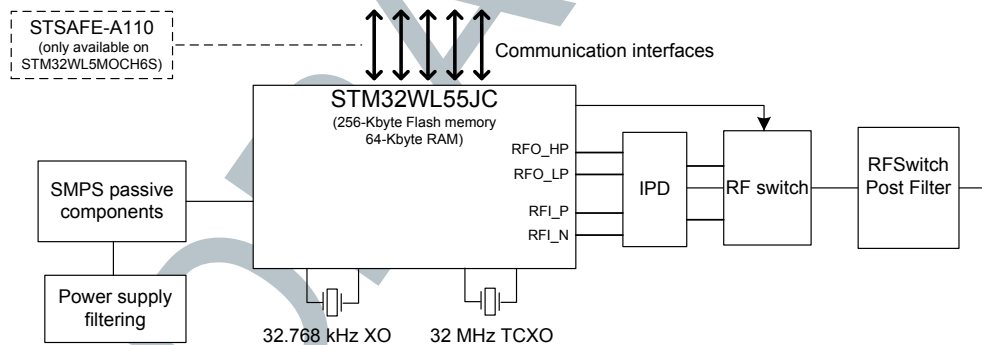 STSAFE-A110
(only available on
STM32WL5MOCH6S)
Communication interfaces
STM32WL55JC
(256-Kbyte Flash memory
64-Kbyte RAM)
RFO_HP
RFO_LP
RFI_P
RFI_N
IPD
RF switch
RFSwitch
Post Filter
SMPS passive
components
Power supply
filtering
32.768 kHz XO
32 MHz TCXO